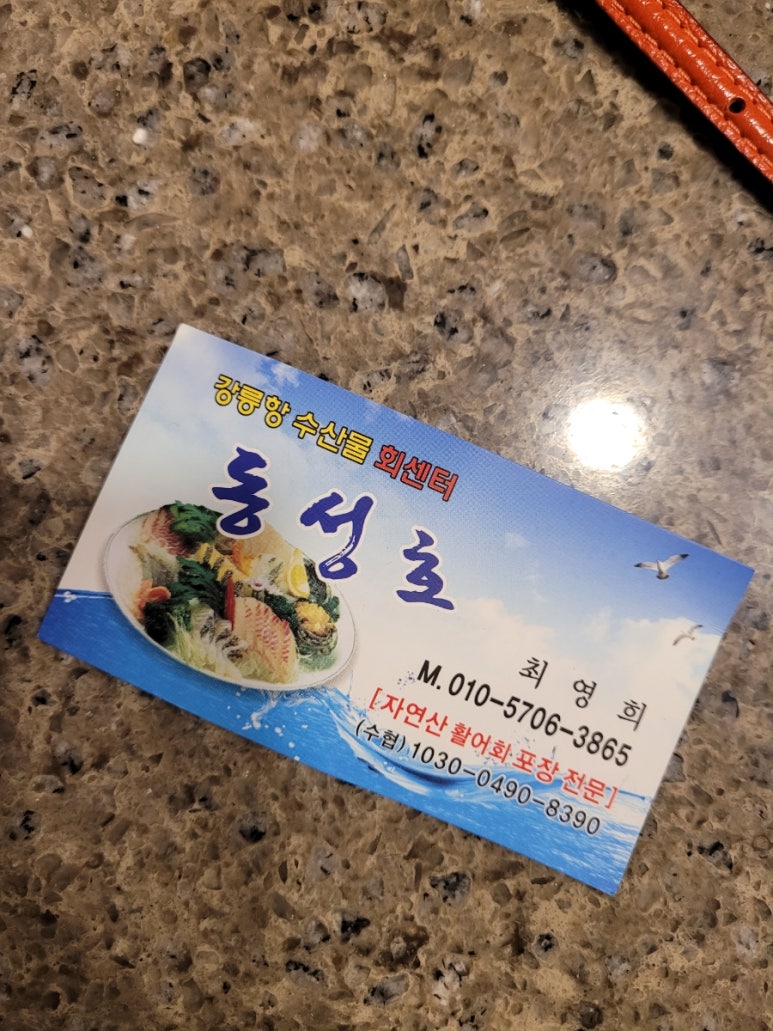 강릉항 수산물 회센터
동성호
최 영 희
M. 010-5706-3865
[자연산 활어회 포장 전문]
(수협) 1030-0490-8390